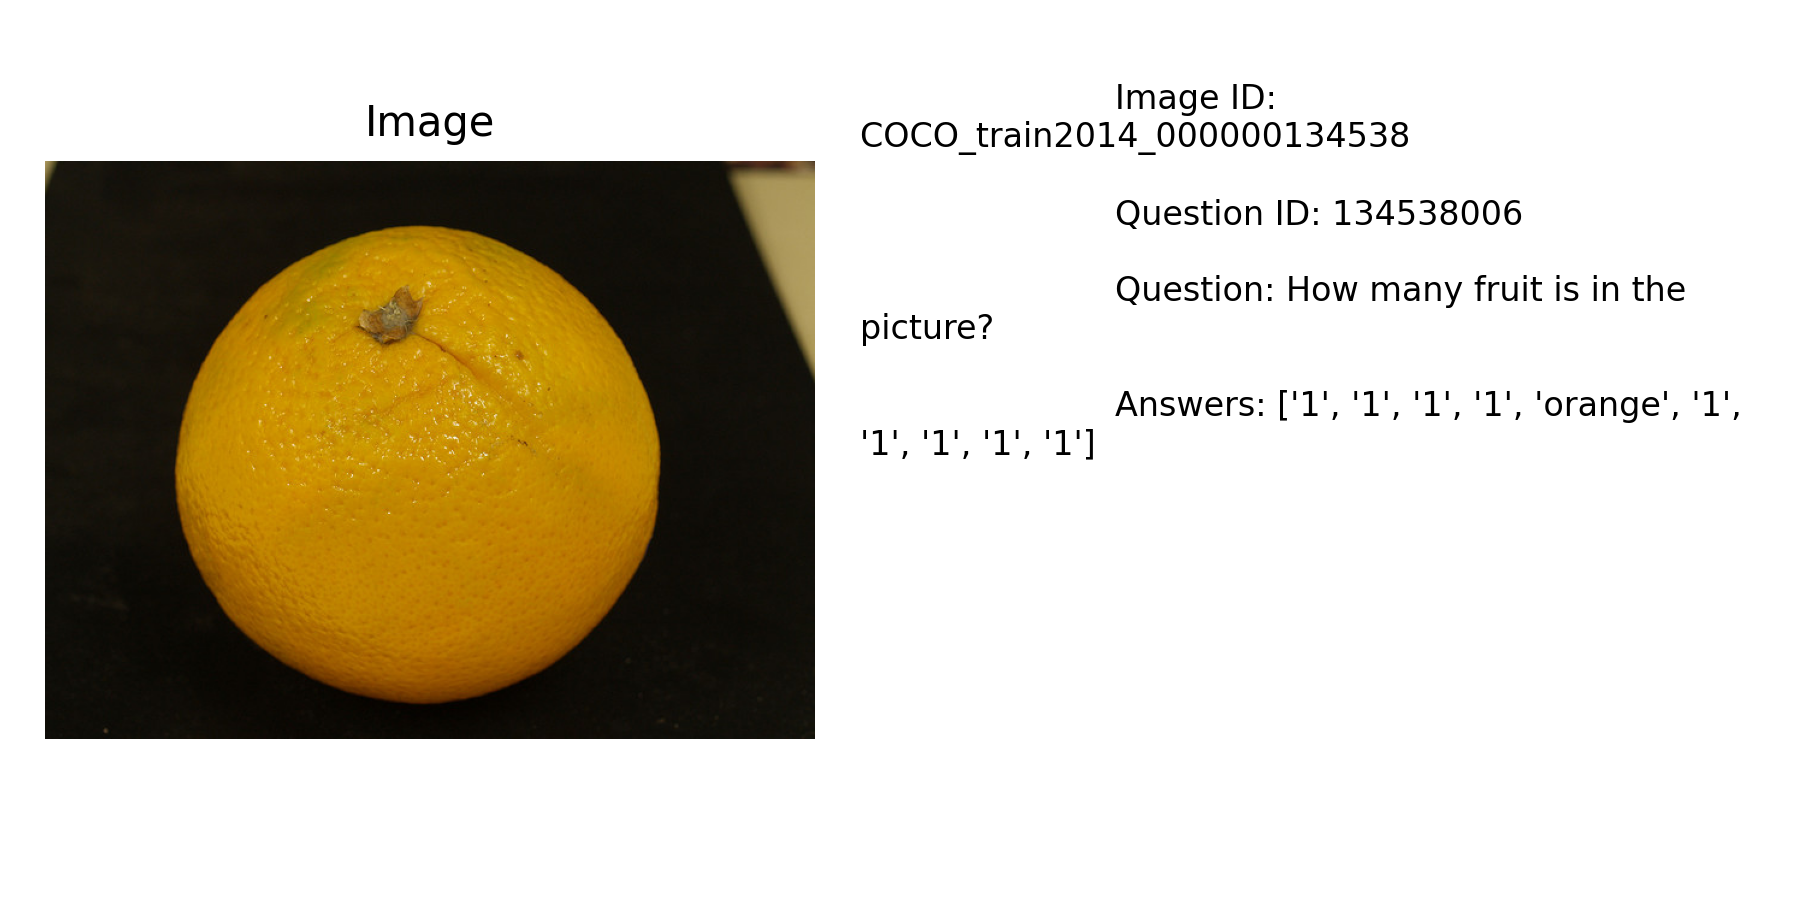 Image
Image ID:
COCO_train2014_000000134538
Question ID: 134538006
Question: How many fruit is in the
picture?
Answers: ['1', '1', '1', '1', 'orange', '1',
'1', '1', '1', '1']